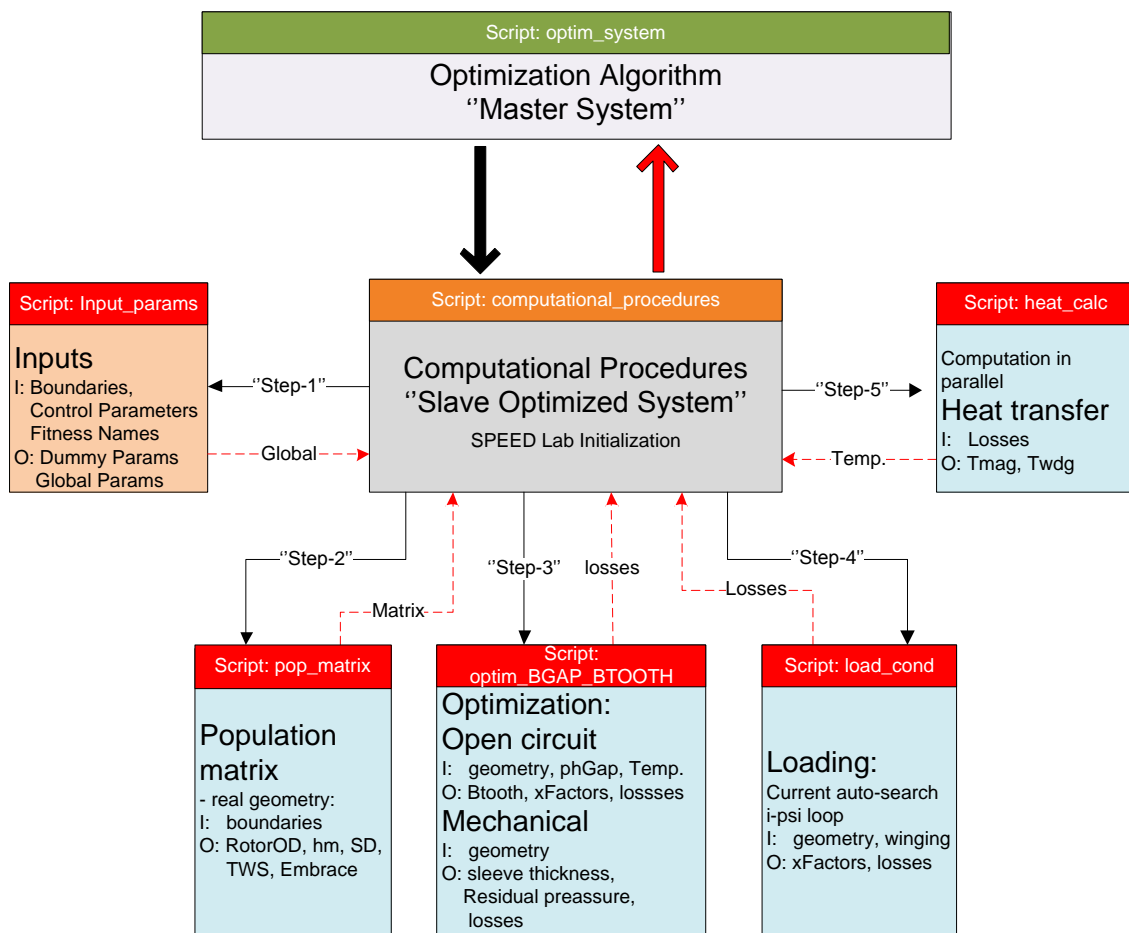 Script: optim_system
Optimization Algorithm
‘’Master System’’
Script: Input_params
Inputs
I: Boundaries,
Control Parameters
Fitness Names
O: Dummy Params
Global Params
‘’Step-1’’
Global
Script: computational_procedures
Computational Procedures
‘’Slave Optimized System’’
SPEED Lab Initialization
‘’Step-5’’
Temp.
Script: heat_calc
Computation in
parallel
Heat transfer
I: Losses
O: Tmag, Twdg
‘’Step-2’’
Matrix
‘’Step-3’’
losses
‘’Step-4’’
Losses
Script: pop_matrix
Population
matrix
- real geometry:
I: boundaries
O: RotorOD, hm, SD,
TWS, Embrace
Script:
optim_BGAP_BTOOTH
Optimization:
Open circuit
I: geometry, phGap, Temp.
O: Btooth, xFactors, lossses
Mechanical
I: geometry
O: sleeve thickness,
Residual preassure,
losses
Script: load_cond
Loading:
Current auto-search
i-psi loop
I: geometry, winging
O: xFactors, losses